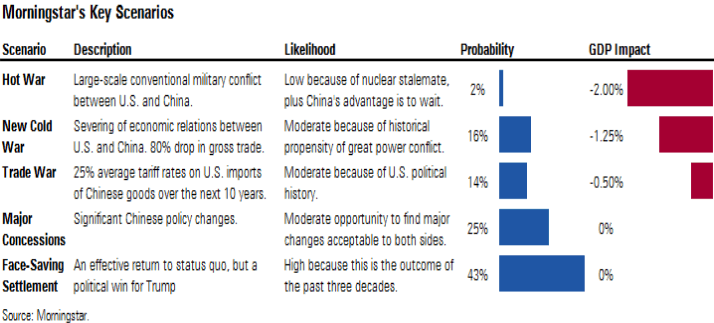 Morningstar's Key Scenarios
Scenario Description Likelihood Probability GDP Impact
Hot War Large-scale conventional military conflict Low because of nuclear stalemate,
between U.S. and China. plus China's advantage is to wait.
2% -2.00%
New Cold Severing of economic relations between Moderate because of historical
War U.S. and China. 80% drop in gross trade. propensity of great power conflict.
16% -1.25%
Trade War 25% average tariff rates on U.S. imports Moderate because of U.S. political
of Chinese goods over the next 10 years. history.
14% -0.50%
Major Significant Chinese policy changes. Moderate opportunity to find major
Concessions changes acceptable to both sides.
25% 0%
Face-Saving An effective return to status quo, but a High because this is the outcome of
Settlement political win for Trump the past three decades.
43% 0%
Source: Morningstar.